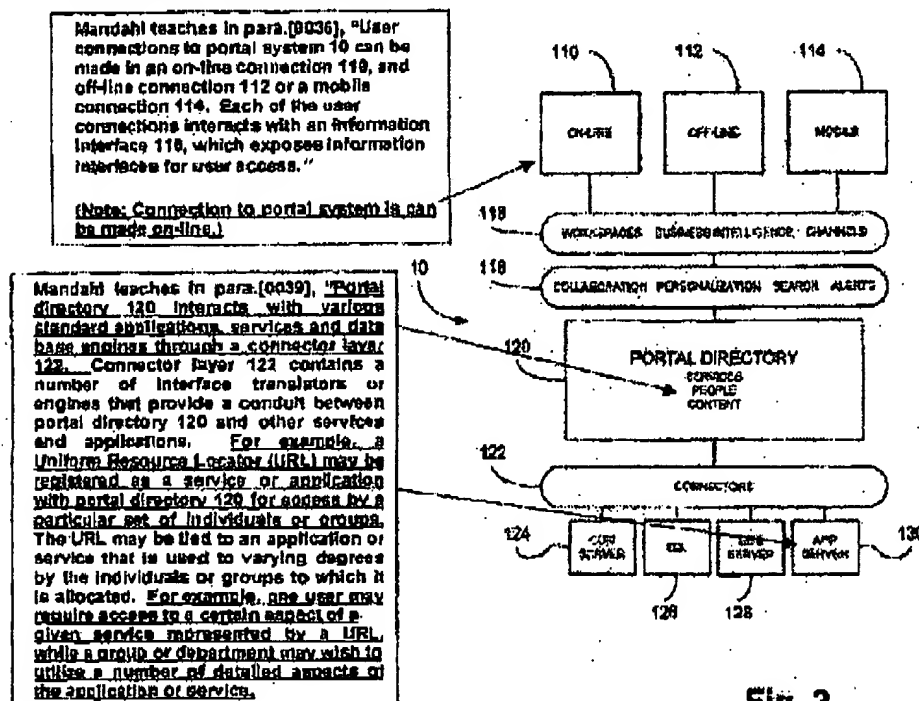 Mandahl teaches in para.[0036], "User
connections to portal system 10 can be
made in an on-line connection 110, and
off-line connection 112 or a mobile
connection 114. Each of the user
connections interacts with an information
interface 116, which exposes information
interfaces for user access."
(Note: Connection to portal system is can
be made on-line.)
Mandahl teaches in para.[0039], "Portal
directory 120 interacts with various
standard applications, services and data
base engines through a connector layer
122. Connector layer 122 contains a
number of interface translators or
engines that provide a conduit between
portal directory 120 and other services
and applications. For example, a
Uniform Resource Locator (URL) may be
registered as a service or application
with portal directory 120 for access by a
particular set of individuals or groups.
The URL may be tied to an application or
service that is used to varying degrees
by the individuals or groups to which it
is allocated. For example, one user may
require access to a certain aspect of a
given service represented by a URL,
while a group or department may wish to
utilize a number of detailed aspects of
the application or service.
110 112 114
ON-LINE OFF-LINE MOBILE
WORKSPACES BUSINESS INTELLIGENCE CHANNELS
118
COLLABORATION PERSONALIZATION SEARCH ALERTS
10
120
PORTAL DIRECTORY
SERVICES
PEOPLE
CONTENT
122
CONNECTORS
124 SERVER SERVER APP SERVER 130
126 128
Fig. 3